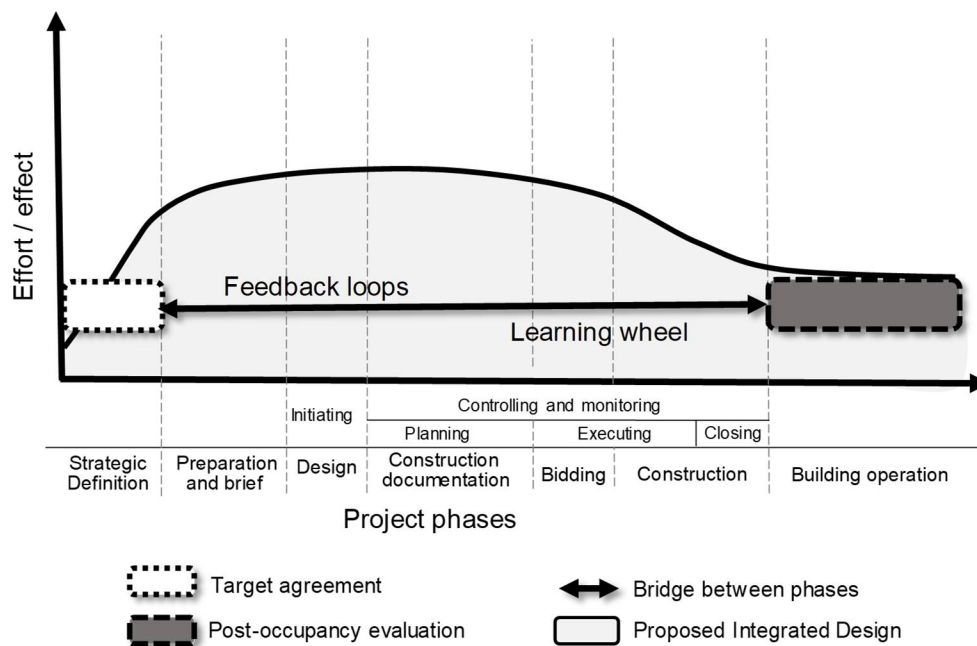 Effort / effect
Feedback loops
Learning wheel
Initiating
Controlling and monitoring
Planning
Executing
Closing
Strategic
Definition
Preparation
and brief
Design
Construction
documentation
Bidding
Construction
Building operation
Project phases
Target agreement
Bridge between phases
Post-occupancy evaluation
Proposed Integrated Design